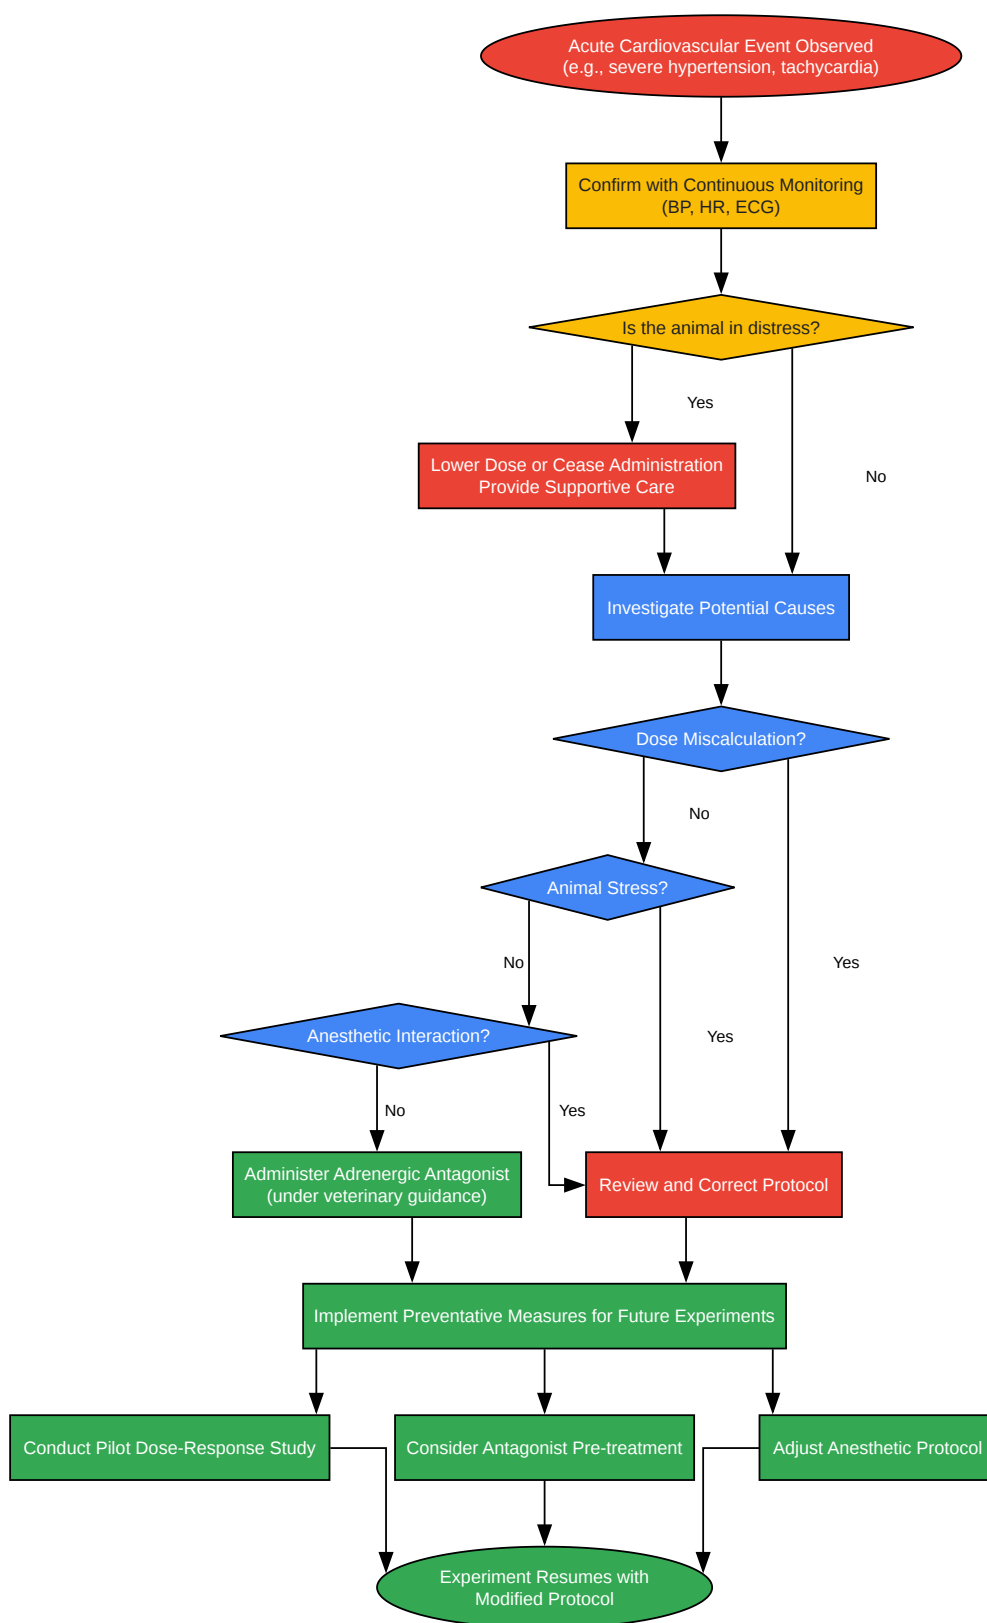 Acute Cardiovascular Event Observed
(e.g., severe hypertension, tachycardia)
Confirm with Continuous Monitoring
(BP, HR, ECG)
Is the animal in distress?
Yes
No
Lower Dose or Cease Administration
Provide Supportive Care
Investigate Potential Causes
Dose Miscalculation?
No
Yes
Animal Stress?
No
Yes
Anesthetic Interaction?
No
Yes
Administer Adrenergic Antagonist
(under veterinary guidance)
Review and Correct Protocol
Implement Preventative Measures for Future Experiments
Conduct Pilot Dose-Response Study
Consider Antagonist Pre-treatment
Adjust Anesthetic Protocol
Experiment Resumes with
Modified Protocol